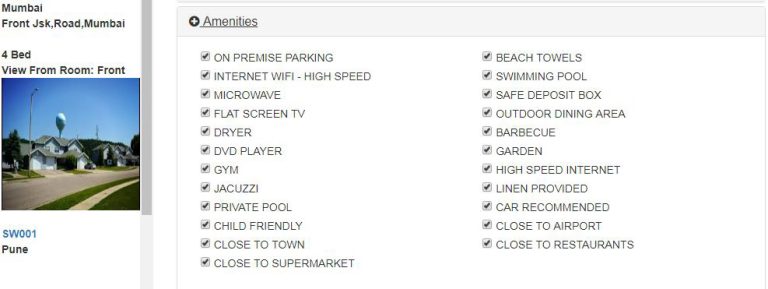 Mumbai
Front Jsk,Road,Mumbai
4 Bed
View From Room: Front
SW001
Pune
Amenities
ON PREMISE PARKING
INTERNET WIFI - HIGH SPEED
MICROWAVE
FLAT SCREEN TV
DRYER
DVD PLAYER
GYM
JACUZZI
PRIVATE POOL
CHILD FRIENDLY
CLOSE TO TOWN
CLOSE TO SUPERMARKET
BEACH TOWELS
SWIMMING POOL
SAFE DEPOSIT BOX
OUTDOOR DINING AREA
BARBECUE
GARDEN
HIGH SPEED INTERNET
LINEN PROVIDED
CAR RECOMMENDED
CLOSE TO AIRPORT
CLOSE TO RESTAURANTS